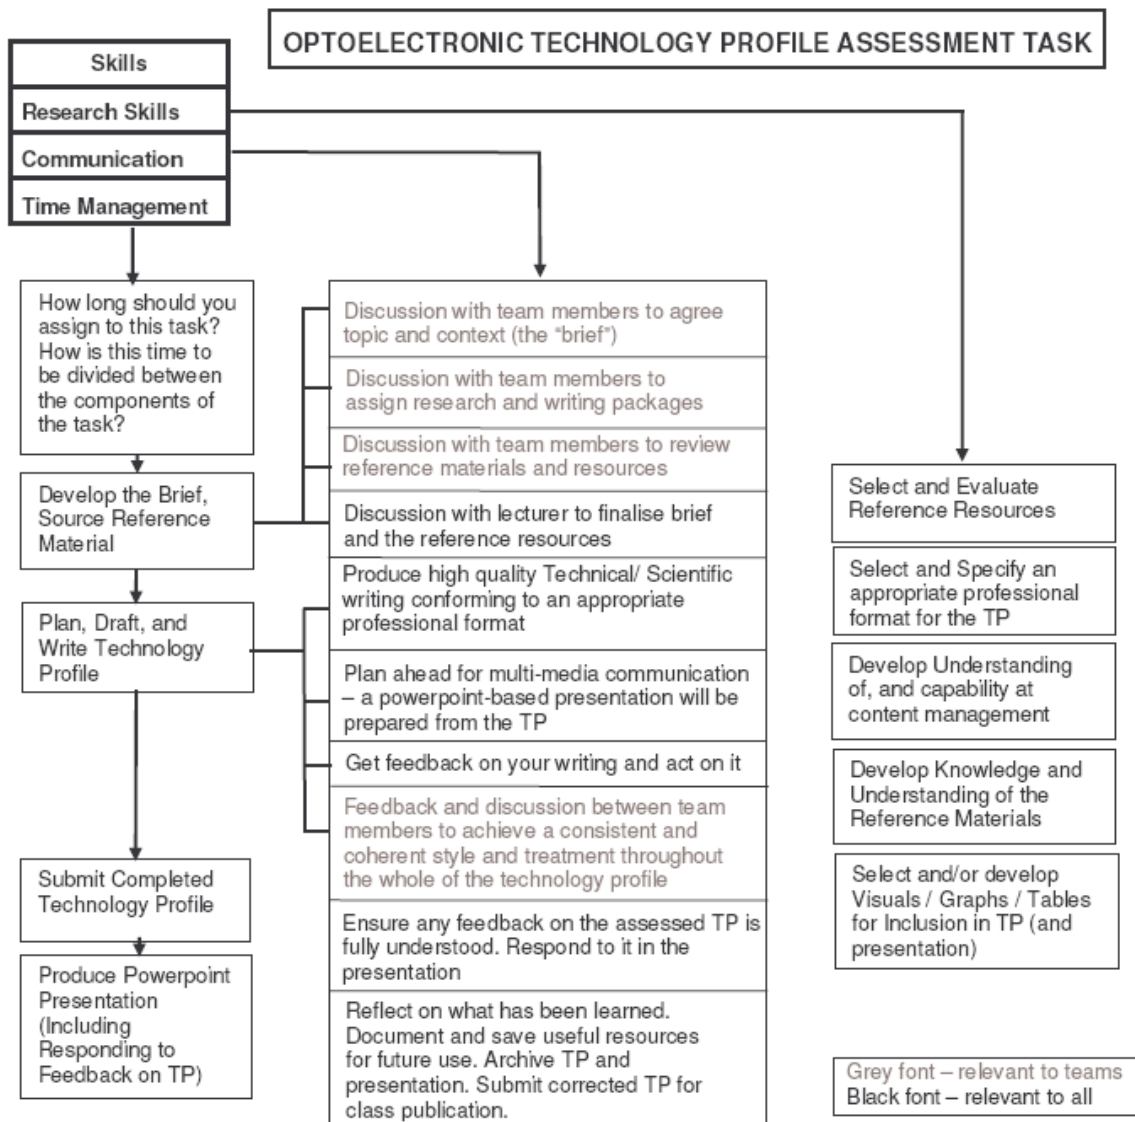 OPTOELECTRONIC TECHNOLOGY PROFILE ASSESSMENT TASK
Skills
Research Skills
Communication
Time Management
How long should you
assign to this task?
How is this time to
be divided between
the components of
the task?
Develop the Brief,
Source Reference
Material
Plan, Draft, and
Write Technology
Profile
Submit Completed
Technology Profile
Produce Powerpoint
Presentation
(Including
Responding to
Feedback on TP)
Discussion with team members to agree
topic and context (the “brief”)
Discussion with team members to
assign research and writing packages
Discussion with team members to review
reference materials and resources
Discussion with lecturer to finalise brief
and the reference resources
Produce high quality Technical/ Scientific
writing conforming to an appropriate
professional format
Plan ahead for multi-media communication
– a powerpoint-based presentation will be
prepared from the TP
Get feedback on your writing and act on it
Feedback and discussion between team
members to achieve a consistent and
coherent style and treatment throughout
the whole of the technology profile
Ensure any feedback on the assessed TP is
fully understood. Respond to it in the
presentation
Reflect on what has been learned.
Document and save useful resources
for future use. Archive TP and
presentation. Submit corrected TP for
class publication.
Select and Evaluate
Reference Resources
Select and Specify an
appropriate professional
format for the TP
Develop Understanding
of, and capability at
content management
Develop Knowledge and
Understanding of the
Reference Materials
Select and/or develop
Visuals / Graphs / Tables
for Inclusion in TP (and
presentation)
Grey font – relevant to teams
Black font – relevant to all